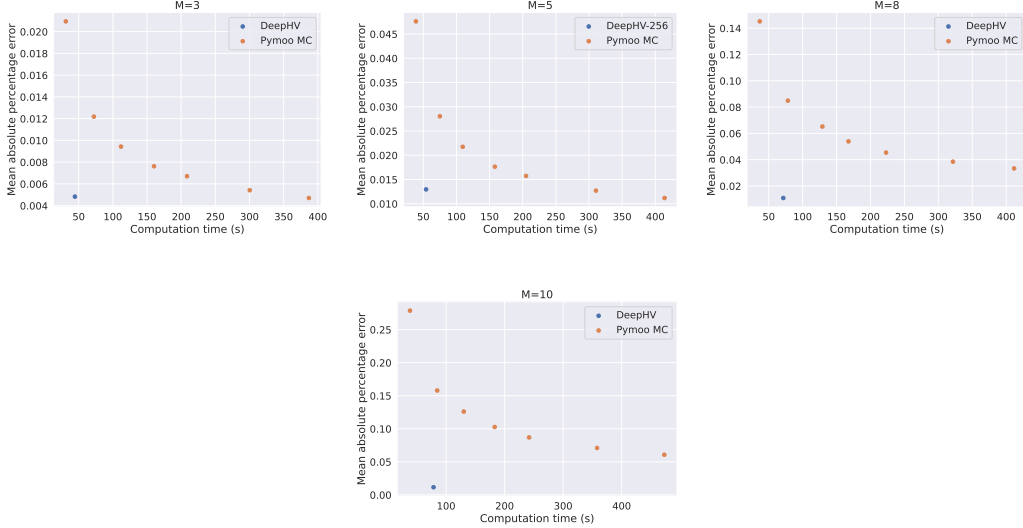 M=3
Mean absolute percentage error
0.020
0.018
0.016
0.014
0.012
0.010
0.008
0.006
0.004
DeepHV
Pymoo MC
50 100 150 200 250 300 350 400
Computation time (s)
M=5
Mean absolute percentage error
0.045
0.040
0.035
0.030
0.025
0.020
0.015
0.010
DeepHV-256
Pymoo MC
50 100 150 200 250 300 350 400
Computation time (s)
M=8
Mean absolute percentage error
0.14
0.12
0.10
0.08
0.06
0.04
0.02
DeepHV
Pymoo MC
50 100 150 200 250 300 350 400
Computation time (s)
M=10
Mean absolute percentage error
0.25
0.20
0.15
0.10
0.05
0.00
DeepHV
Pymoo MC
100 200 300 400
Computation time (s)